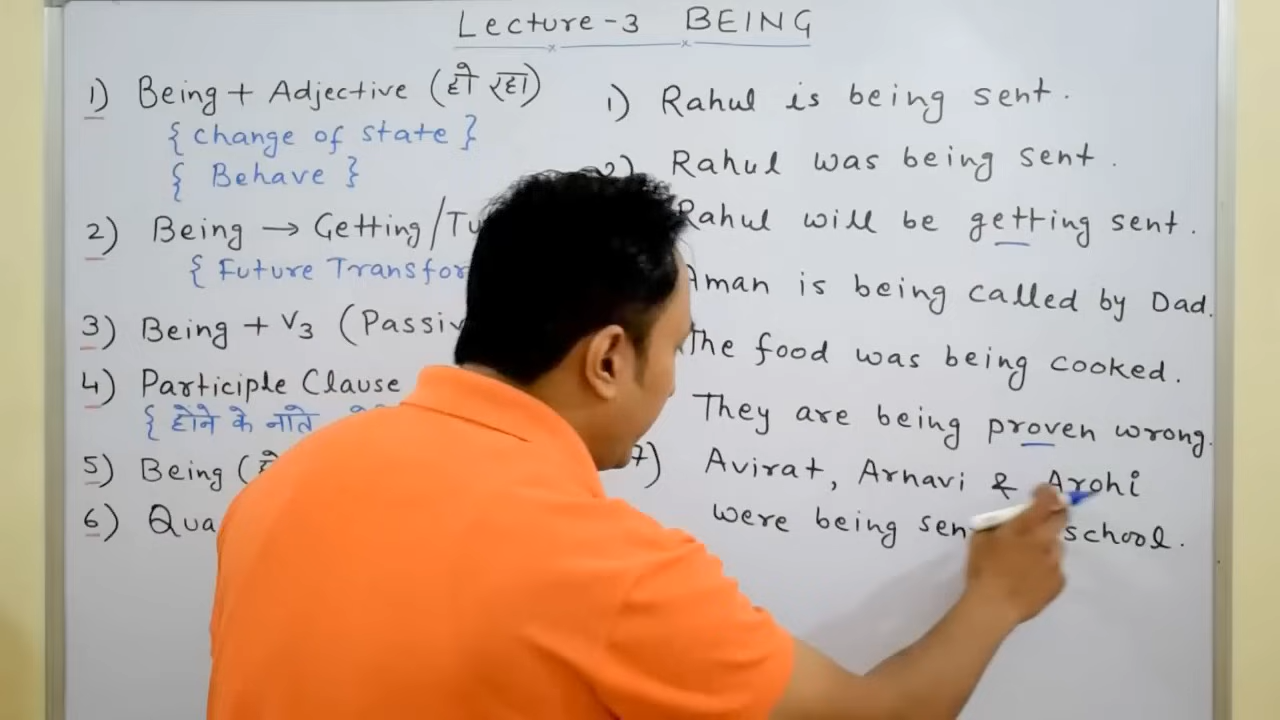 Lecture-3 BEING
1) Being + Adjective (हो रहा)
{ change of state }
{ Behave }
2) Being → Getting/Tu
{ Future Transfor
3) Being + V3 (Passiv
4) Participle Clause
{ होने के नाते
5) Being (
6) Qua
1) Rahul is being sent.
Rahul was being sent.
Rahul will be getting sent.
Aman is being called by Dad.
The food was being cooked.
They are being proven wrong.
7) Avirat, Arnavi & Arohi
were being sen school.